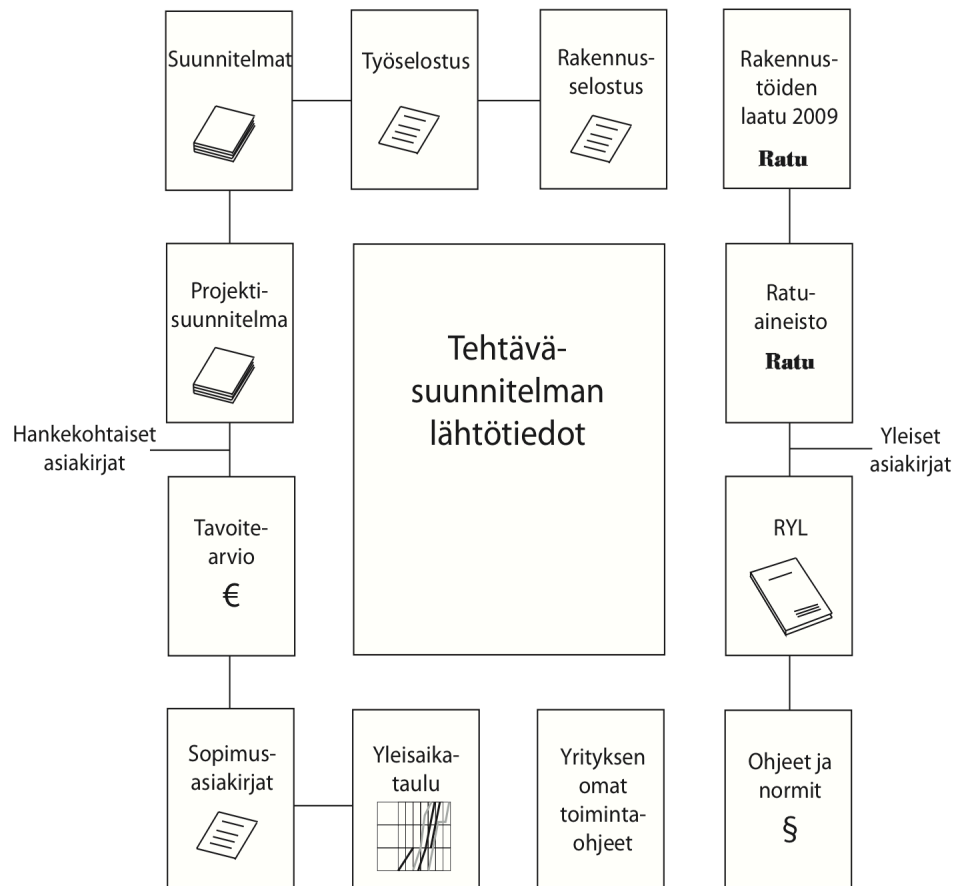 Suunnitelmat
Työselostus
Rakennus-
selostus
Rakennus-
töiden
laatu 2009
Ratu
Projekti-
suunnitelma
Tehtävä-
suunnitelman
lähtötiedot
Ratu-
aineisto
Ratu
Hankekohtaiset
asiakirjat
Yleiset
asiakirjat
Tavoite-
arvio
€
RYL
Sopimus-
asiakirjat
Yleisaika-
taulu
Yrityksen
omat
toiminta-
ohjeet
Ohjeet ja
normit
§